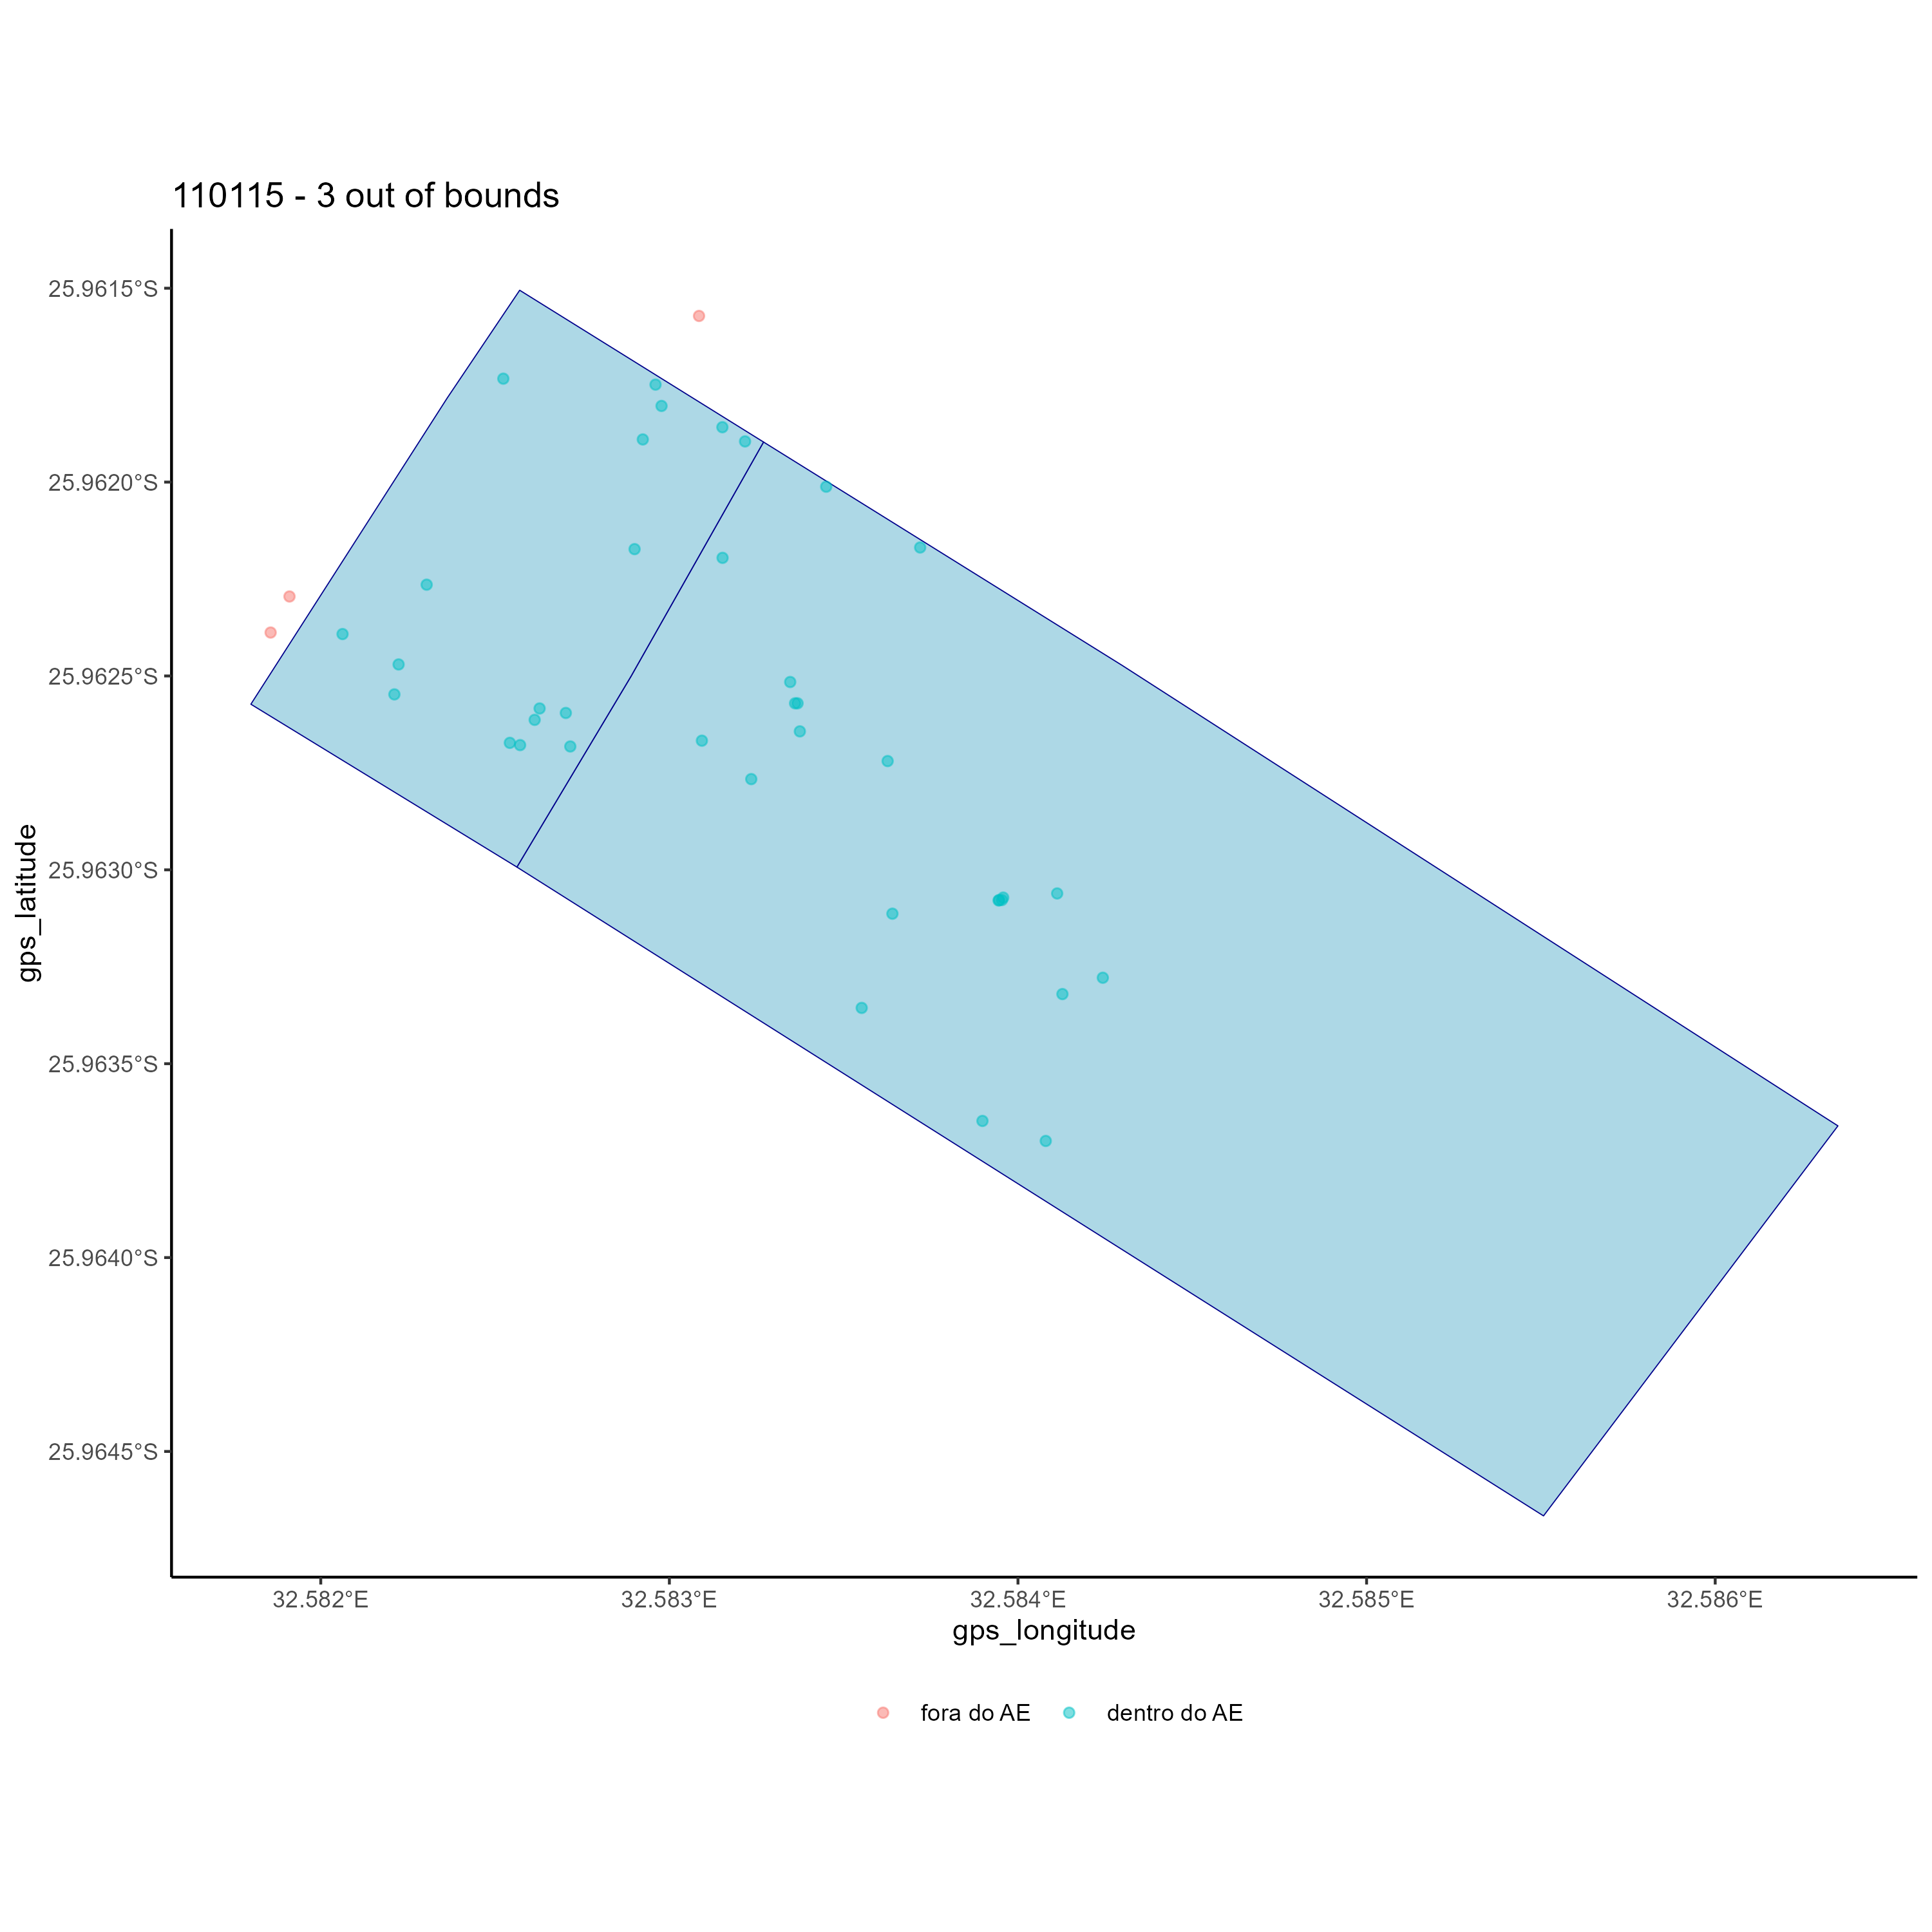 110115 - 3 out of bounds
25.9615°S
25.9620°S
25.9625°S
25.9630°S
25.9635°S
25.9640°S
25.9645°S
gps_latitude
32.582°E 32.583°E 32.584°E 32.585°E 32.586°E
gps_longitude
fora do AE dentro do AE